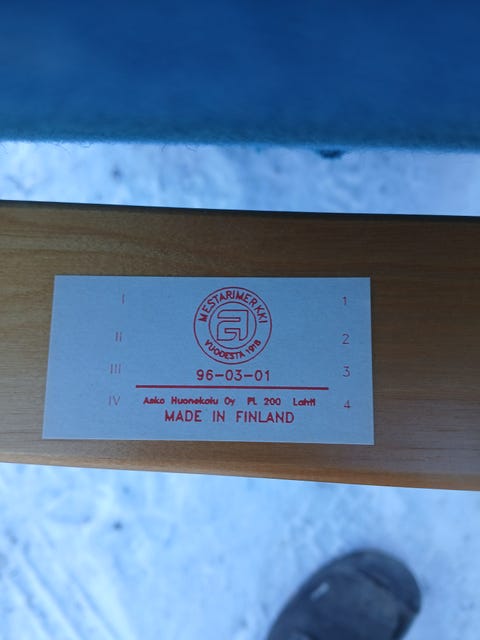 MESTARIMERKKI
a
VUODESTA 1918
I 1
II 2
96-03-01
III 3
Asko Huonekalu Oy PL 200 Lahti
IV 4
MADE IN FINLAND